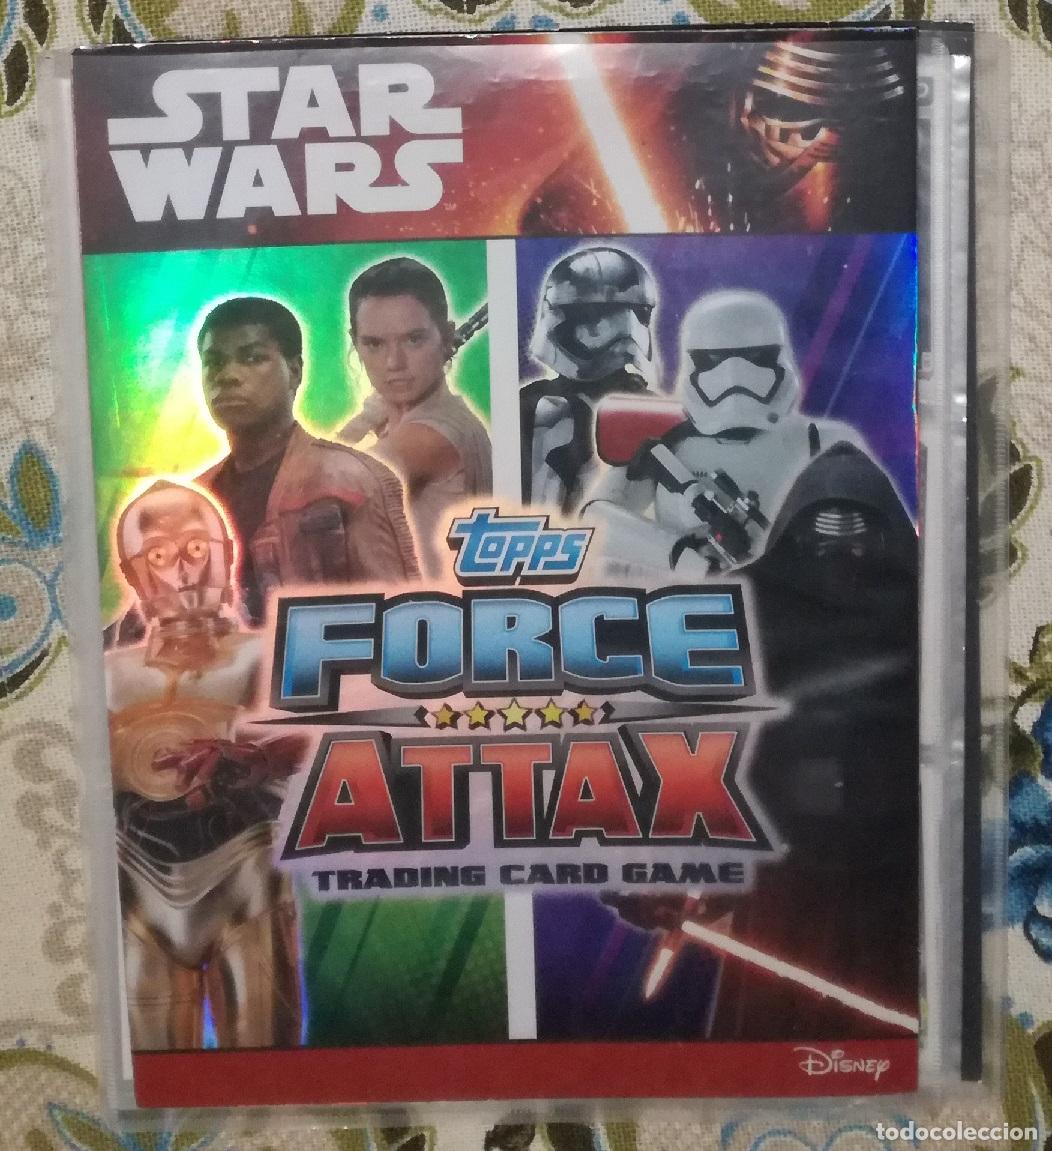 STAR
WARS
topps
FORCE
ATTAX
TRADING CARD GAME
Disney
todocoleccion